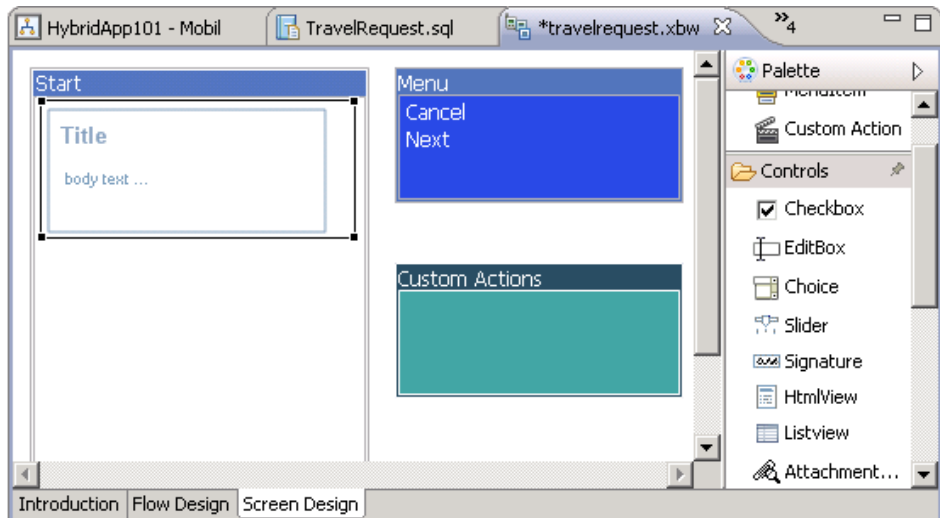 HybridApp101 - Mobil
TravelRequest.sql
*travelrequest.xbw
»4
Start
Title
body text ...
Menu
Cancel
Next
Custom Actions
Palette
MenuItem
Custom Action
Controls
Checkbox
EditBox
Choice
Slider
Signature
HtmlView
Listview
Attachment...
Introduction
Flow Design
Screen Design